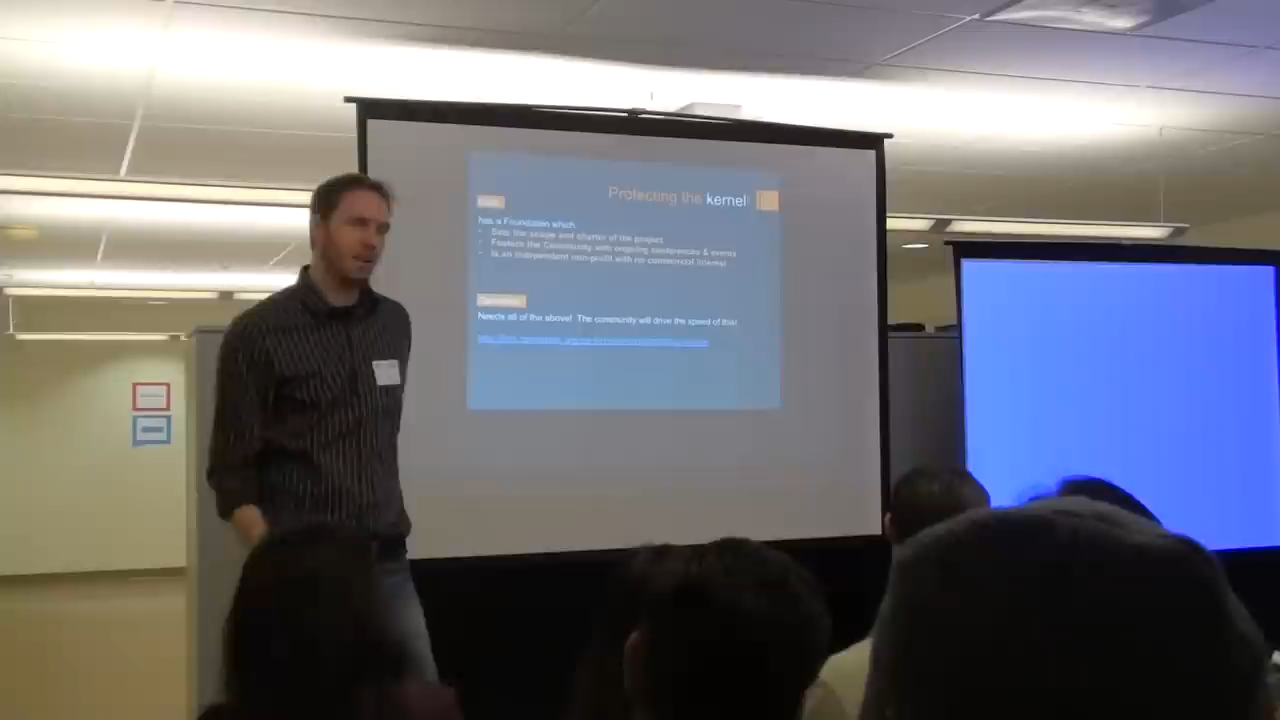 Protecting the kernel
has a Foundation which
Sets the scope and charter of the project
Fosters the Community with ongoing conferences & events
Is an independent non-profit with no commercial interest
Needs all of the above! The community will drive the speed of this!